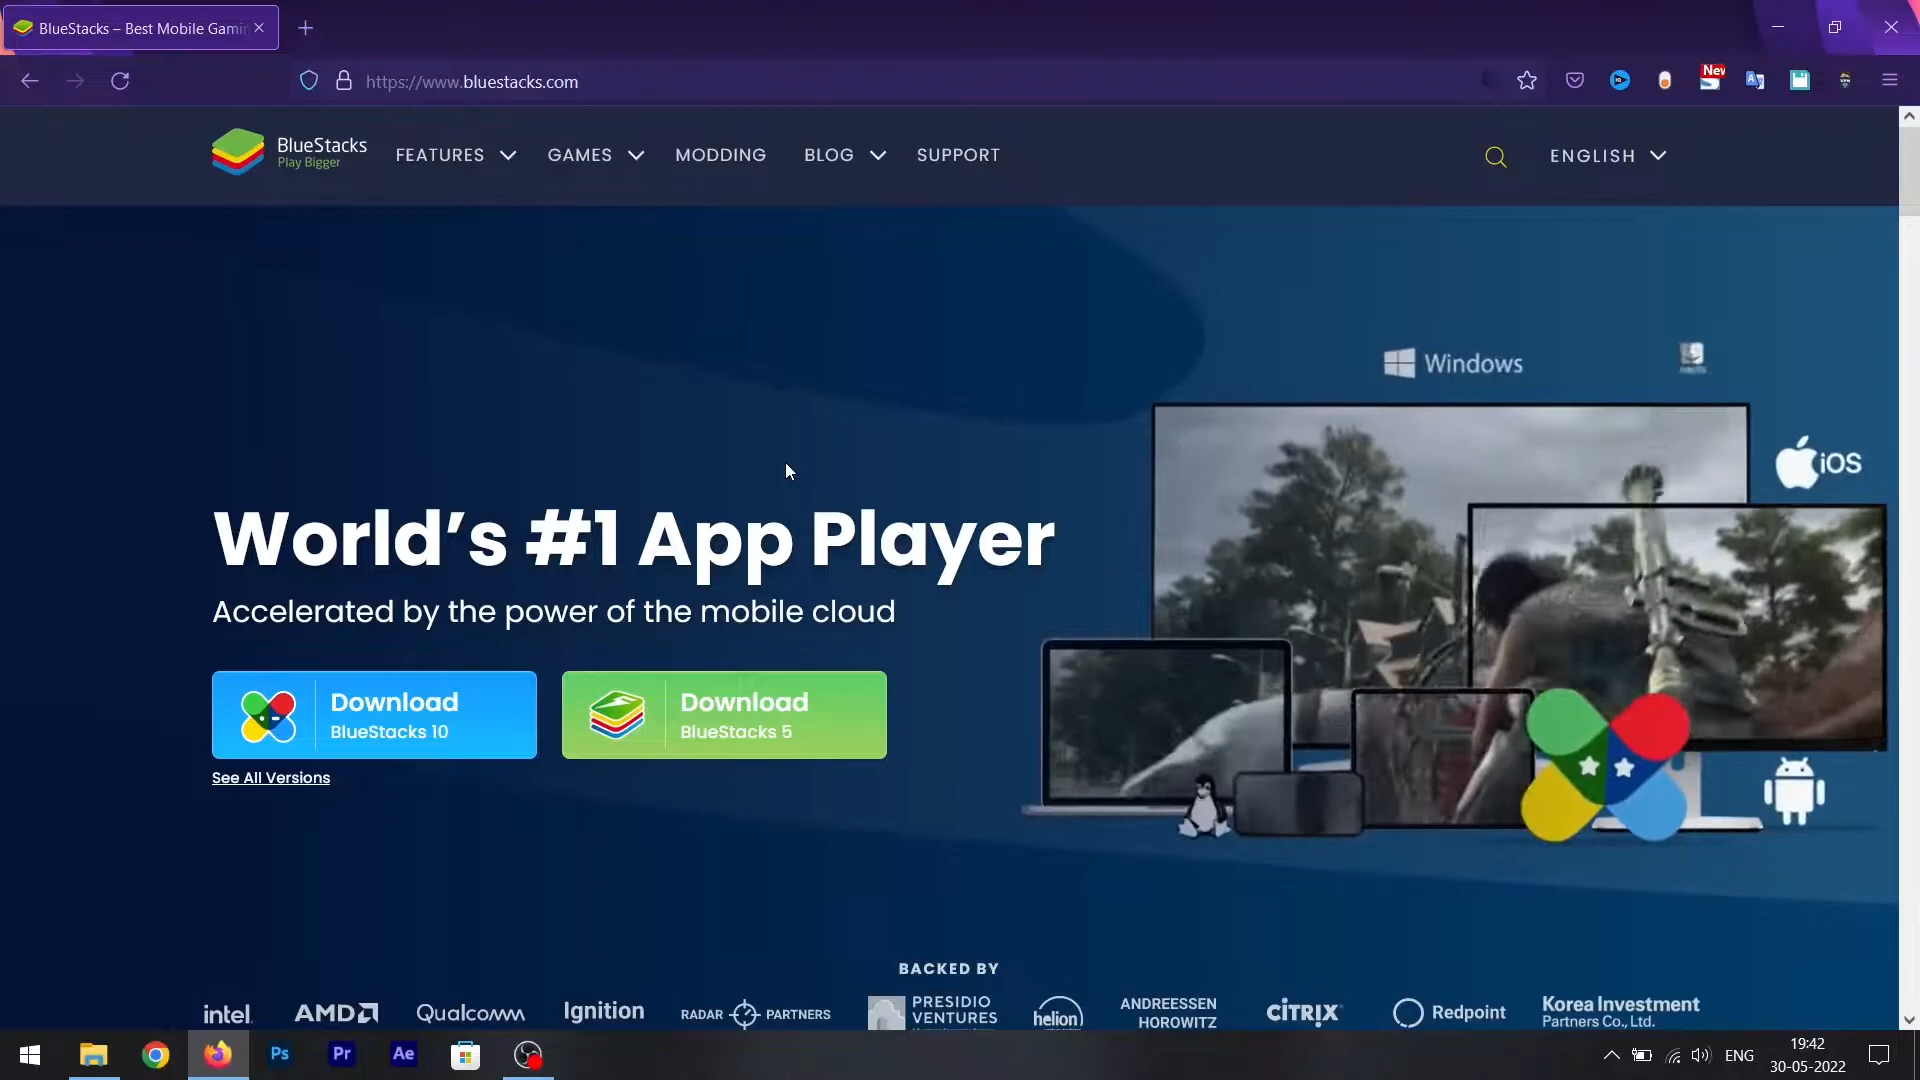 BlueStacks – Best Mobile Gamin
https://www.bluestacks.com
New
BlueStacks
Play Bigger
FEATURES
GAMES
MODDING
BLOG
SUPPORT
ENGLISH
Windows
iOS
World’s #1 App Player
Accelerated by the power of the mobile cloud
Download
BlueStacks 10
Download
BlueStacks 5
See All Versions
BACKED BY
intel.
AMD
Qualcomm
Ignition
RADAR PARTNERS
PRESIDIO
VENTURES
helion
ANDREESSEN
HOROWITZ
CITRIX
Redpoint
Korea Investment
Partners Co., Ltd.
Ps
Pr
Ae
ENG
19:42
30-05-2022